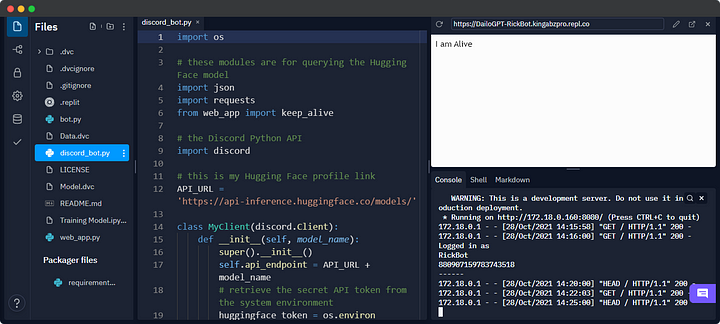 Files
.dvc
.dvcignore
.gitignore
.replit
bot.py
Data.dvc
discord_bot.py
LICENSE
Model.dvc
README.md
Training Model.ipy...
web_app.py
Packager files
requirement...
?
discord_bot.py ×
1 import os
2
3 # these modules are for querying the Hugging
Face model
4 import json
5 import requests
6 from web_app import keep_alive
7
8 # the Discord Python API
9 import discord
10
11 # this is my Hugging Face profile link
12 API_URL =
'https://api-inference.huggingface.co/models/'
13
14 class MyClient(discord.Client):
15 def __init__(self, model_name):
16 super().__init__()
17 self.api_endpoint = API_URL +
model_name
18 # retrieve the secret API token from
the system environment
19 huggingface_token = os.environ
https://DailoGPT-RickBot.kingabzpro.repl.co
I am Alive
Console Shell Markdown
WARNING: This is a development server. Do not use it in
oduction deployment.
* Running on http://172.18.0.160:8080/ (Press CTRL+C to quit)
172.18.0.1 - - [28/Oct/2021 14:15:58] "GET / HTTP/1.1" 200 -
172.18.0.1 - - [28/Oct/2021 14:16:00] "GET / HTTP/1.1" 200 -
Logged in as
RickBot
880907159783743518
------
172.18.0.1 - - [28/Oct/2021 14:20:00] "HEAD / HTTP/1.1" 200
172.18.0.1 - - [28/Oct/2021 14:22:03] "GET / HTTP/1.1" 200
172.18.0.1 - - [28/Oct/2021 14:25:00] "HEAD / HTTP/1.1" 200